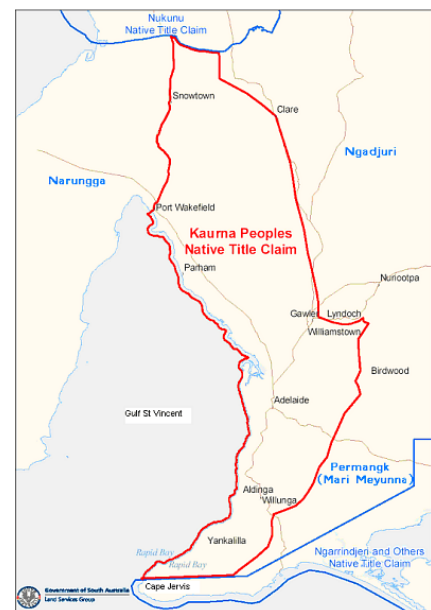 Nukunu
Native Title Claim
Snowtown
Clare
Ngadjuri
Narungga
Port Wakefield
Kaurna Peoples
Native Title Claim
Parham
Nuriootpa
Gawler
Lyndoch
Williamstown
Birdwood
Adelaide
Gulf St Vincent
Permangk
(Mari Meyunna)
Aldinga
Willunga
Yankalilla
Ngarrindjeri and Others
Native Title Claim
Rapid Bay
Rapid Bay
Cape Jervis
Government of South Australia
Land Services Group